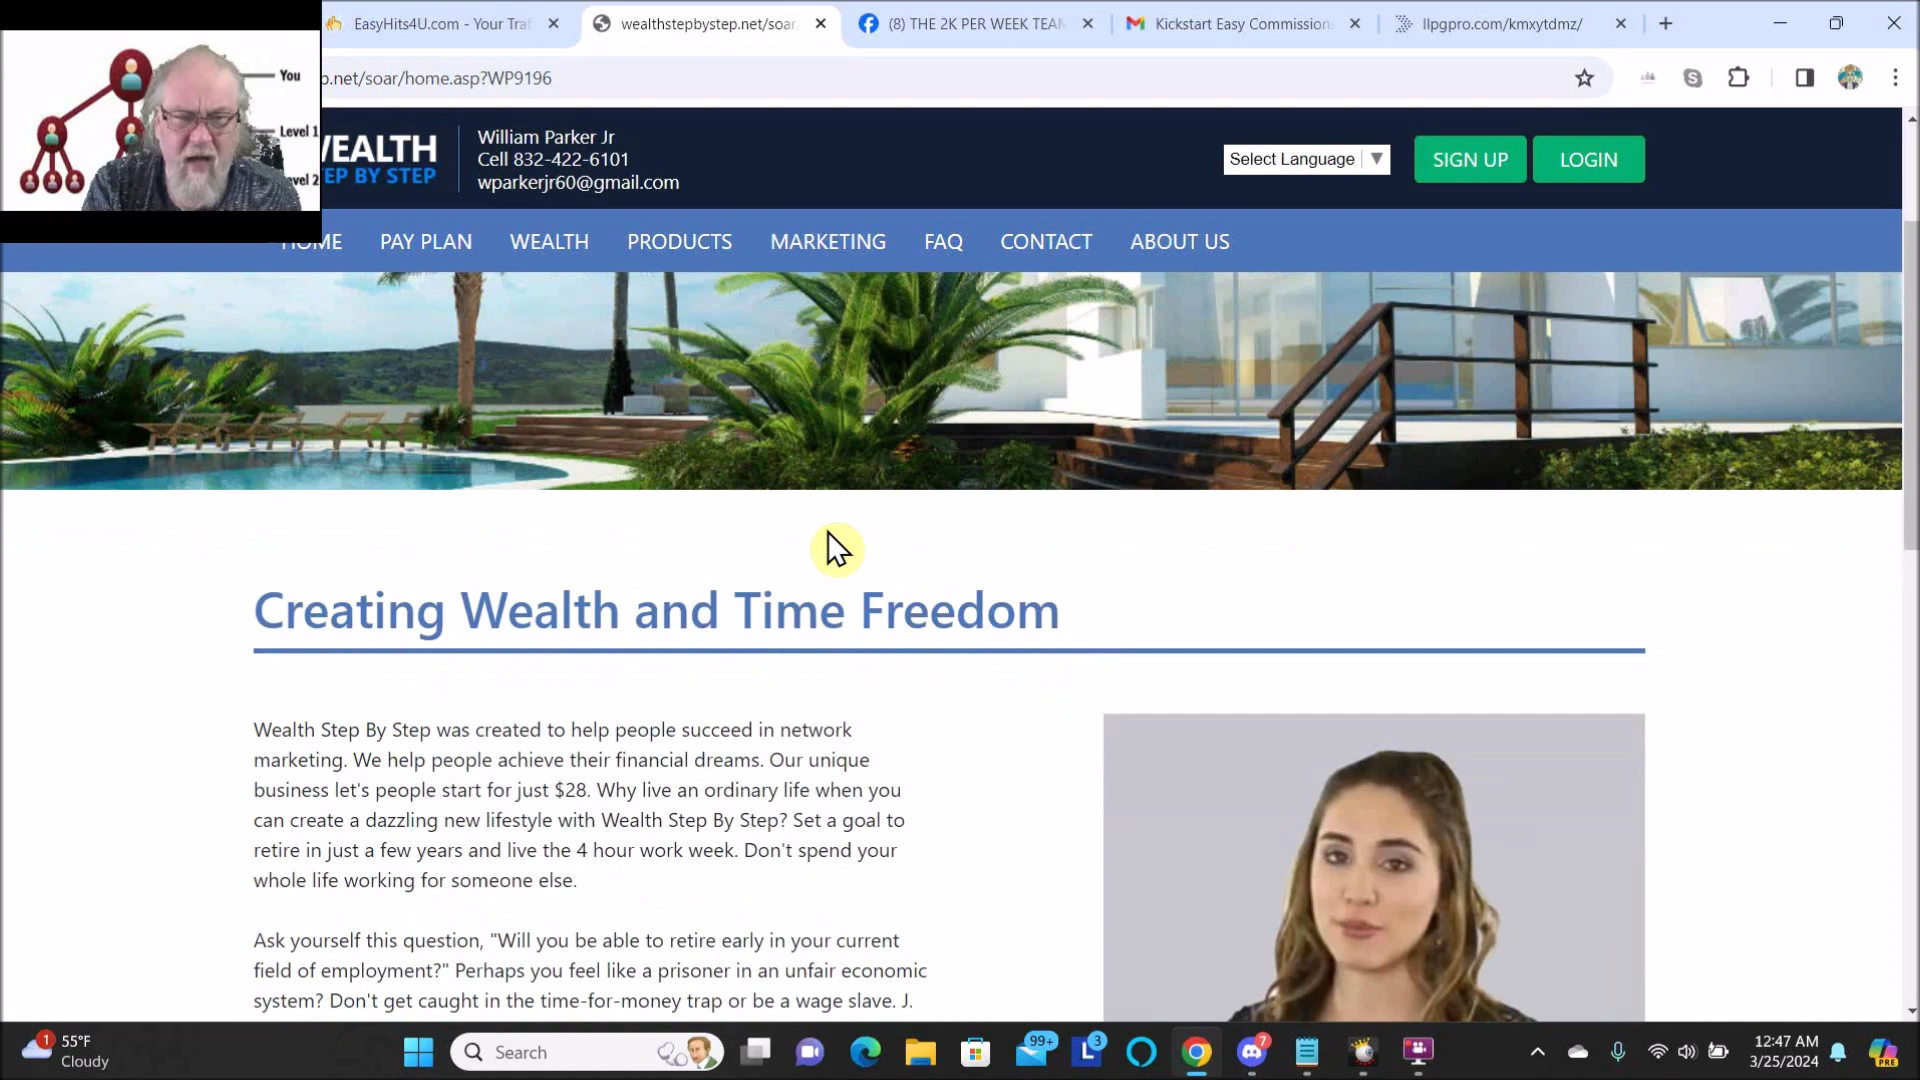 EasyHits4U.com - Your Traf
wealthstepbystep.net/soar
(8) THE 2K PER WEEK TEAM
Kickstart Easy Commission
llpgpro.com/kmxytdmz/
.net/soar/home.asp?WP9196
You
Level 1
vel 2
WEALTH
EP BY STEP
William Parker Jr
Cell 832-422-6101
wparkerjr60@gmail.com
Select Language ▼
SIGN UP
LOGIN
HOME
PAY PLAN
WEALTH
PRODUCTS
MARKETING
FAQ
CONTACT
ABOUT US
Creating Wealth and Time Freedom
Wealth Step By Step was created to help people succeed in network
marketing. We help people achieve their financial dreams. Our unique
business let's people start for just $28. Why live an ordinary life when you
can create a dazzling new lifestyle with Wealth Step By Step? Set a goal to
retire in just a few years and live the 4 hour work week. Don't spend your
whole life working for someone else.
Ask yourself this question, "Will you be able to retire early in your current
field of employment?" Perhaps you feel like a prisoner in an unfair economic
system? Don't get caught in the time-for-money trap or be a wage slave. J.
1
55°F
Cloudy
Search
99+
L
3
7
12:47 AM
3/25/2024
PRE